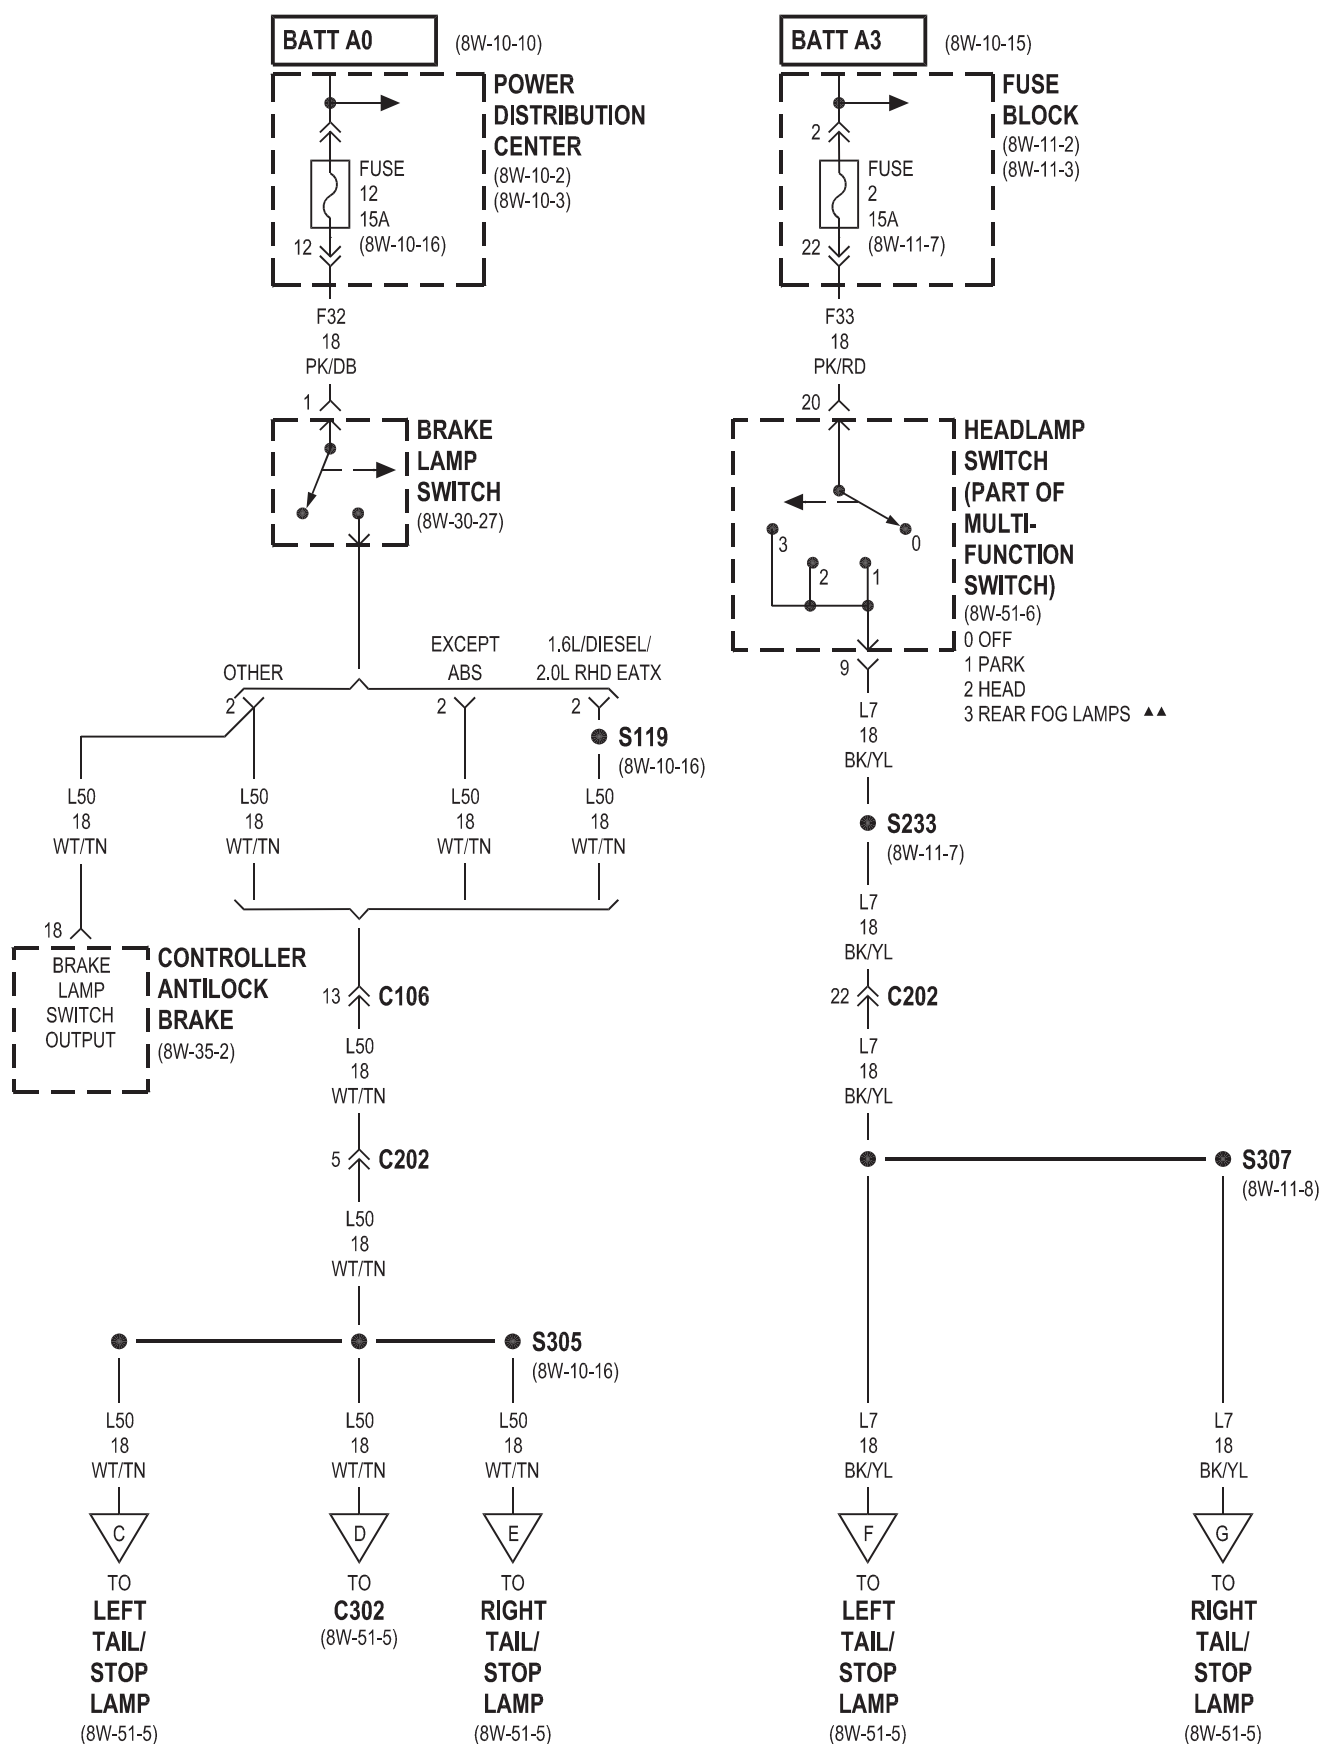 BATT A0
(8W-10-10)
POWER
DISTRIBUTION
CENTER
(8W-10-2)
(8W-10-3)
FUSE
12
15A
(8W-10-16)
12
F32
18
PK/DB
1
BRAKE
LAMP
SWITCH
(8W-30-27)
OTHER
EXCEPT
ABS
1.6L/DIESEL/
2.0L RHD EATX
2
2
2
S119
(8W-10-16)
L50
18
WT/TN
L50
18
WT/TN
L50
18
WT/TN
L50
18
WT/TN
18
BRAKE
LAMP
SWITCH
OUTPUT
CONTROLLER
ANTILOCK
BRAKE
(8W-35-2)
13
C106
L50
18
WT/TN
5
C202
L50
18
WT/TN
S305
(8W-10-16)
L50
18
WT/TN
L50
18
WT/TN
L50
18
WT/TN
C
TO
LEFT
TAIL/
STOP
LAMP
(8W-51-5)
D
TO
C302
(8W-51-5)
E
TO
RIGHT
TAIL/
STOP
LAMP
(8W-51-5)
BATT A3
(8W-10-15)
FUSE
BLOCK
(8W-11-2)
(8W-11-3)
2
FUSE
2
15A
(8W-11-7)
22
F33
18
PK/RD
20
HEADLAMP
SWITCH
(PART OF
MULTI-
FUNCTION
SWITCH)
(8W-51-6)
0 OFF
1 PARK
2 HEAD
3 REAR FOG LAMPS ▲▲
3
2
1
0
9
L7
18
BK/YL
S233
(8W-11-7)
L7
18
BK/YL
22
C202
L7
18
BK/YL
S307
(8W-11-8)
L7
18
BK/YL
L7
18
BK/YL
F
TO
LEFT
TAIL/
STOP
LAMP
(8W-51-5)
G
TO
RIGHT
TAIL/
STOP
LAMP
(8W-51-5)